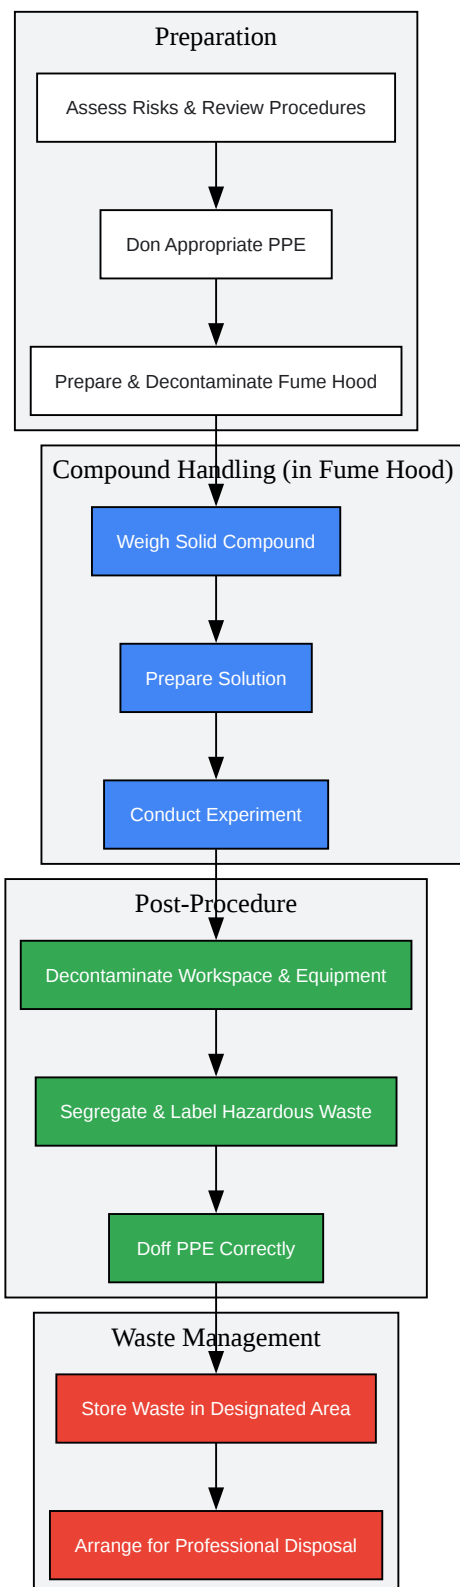 Preparation
Assess Risks & Review Procedures
Don Appropriate PPE
Prepare & Decontaminate Fume Hood
Compound Handling (in Fume Hood)
Weigh Solid Compound
Prepare Solution
Conduct Experiment
Post-Procedure
Decontaminate Workspace & Equipment
Segregate & Label Hazardous Waste
Doff PPE Correctly
Waste Management
Store Waste in Designated Area
Arrange for Professional Disposal